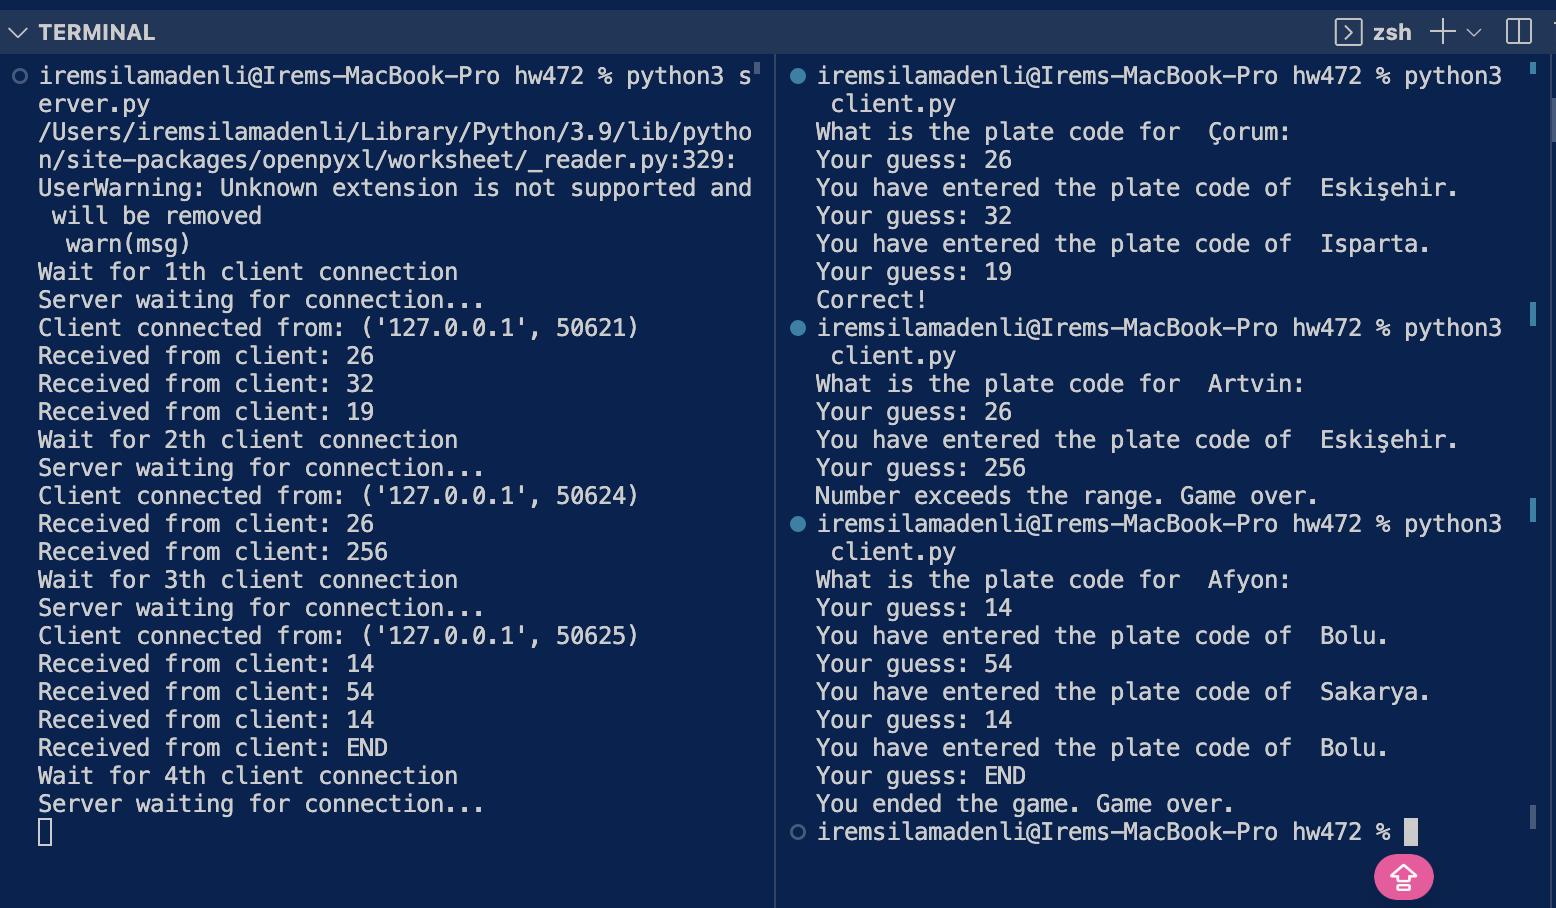 TERMINAL
zsh
iremsilamadenli@Irems-MacBook-Pro hw472 % python3 s
erver.py
/Users/iremsilamadenli/Library/Python/3.9/lib/pytho
n/site-packages/openpyxl/worksheet/_reader.py:329:
UserWarning: Unknown extension is not supported and
will be removed
warn(msg)
Wait for 1th client connection
Server waiting for connection...
Client connected from: ('127.0.0.1', 50621)
Received from client: 26
Received from client: 32
Received from client: 19
Wait for 2th client connection
Server waiting for connection...
Client connected from: ('127.0.0.1', 50624)
Received from client: 26
Received from client: 256
Wait for 3th client connection
Server waiting for connection...
Client connected from: ('127.0.0.1', 50625)
Received from client: 14
Received from client: 54
Received from client: 14
Received from client: END
Wait for 4th client connection
Server waiting for connection...
iremsilamadenli@Irems-MacBook-Pro hw472 % python3
client.py
What is the plate code for  Çorum:
Your guess: 26
You have entered the plate code of  Eskişehir.
Your guess: 32
You have entered the plate code of  Isparta.
Your guess: 19
Correct!
iremsilamadenli@Irems-MacBook-Pro hw472 % python3
client.py
What is the plate code for  Artvin:
Your guess: 26
You have entered the plate code of  Eskişehir.
Your guess: 256
Number exceeds the range. Game over.
iremsilamadenli@Irems-MacBook-Pro hw472 % python3
client.py
What is the plate code for  Afyon:
Your guess: 14
You have entered the plate code of  Bolu.
Your guess: 54
You have entered the plate code of  Sakarya.
Your guess: 14
You have entered the plate code of  Bolu.
Your guess: END
You ended the game. Game over.
iremsilamadenli@Irems-MacBook-Pro hw472 %